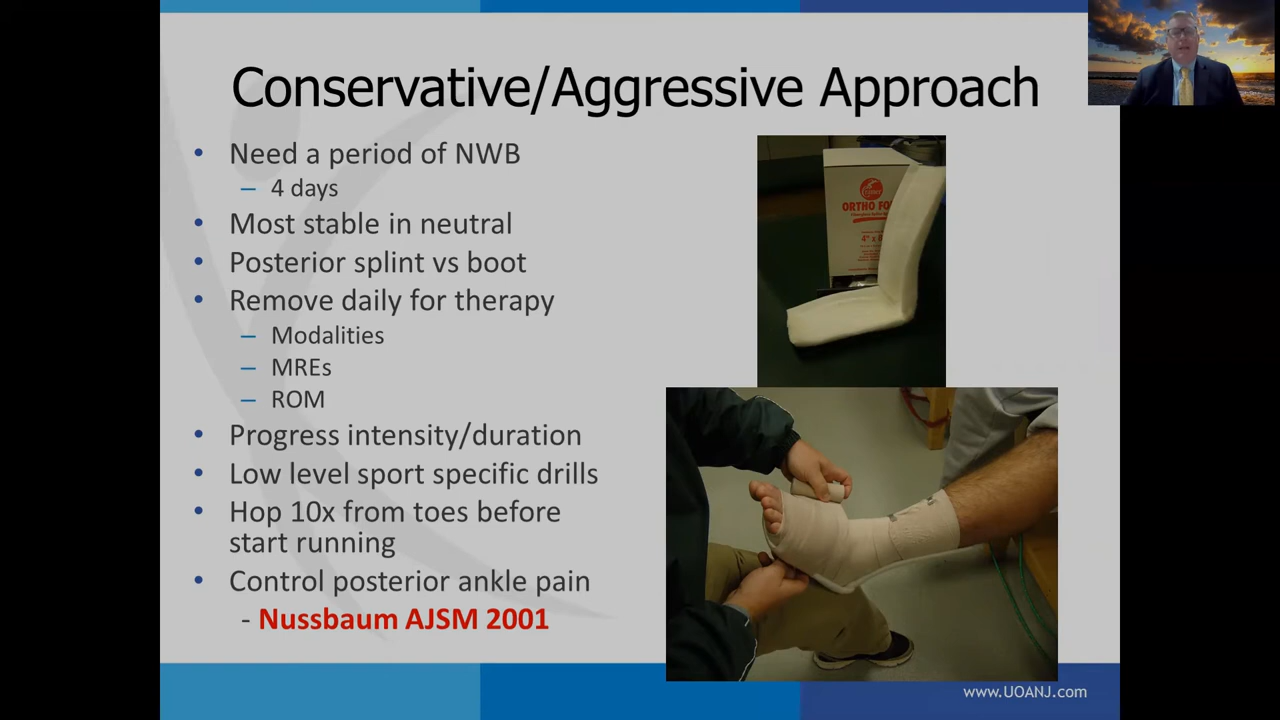 Conservative/Aggressive Approach
• Need a period of NWB
– 4 days
• Most stable in neutral
• Posterior splint vs boot
• Remove daily for therapy
– Modalities
– MREs
– ROM
• Progress intensity/duration
• Low level sport specific drills
• Hop 10x from toes before
start running
• Control posterior ankle pain
- Nussbaum AJSM 2001
ORTHO
4" x
www.UOANJ.com